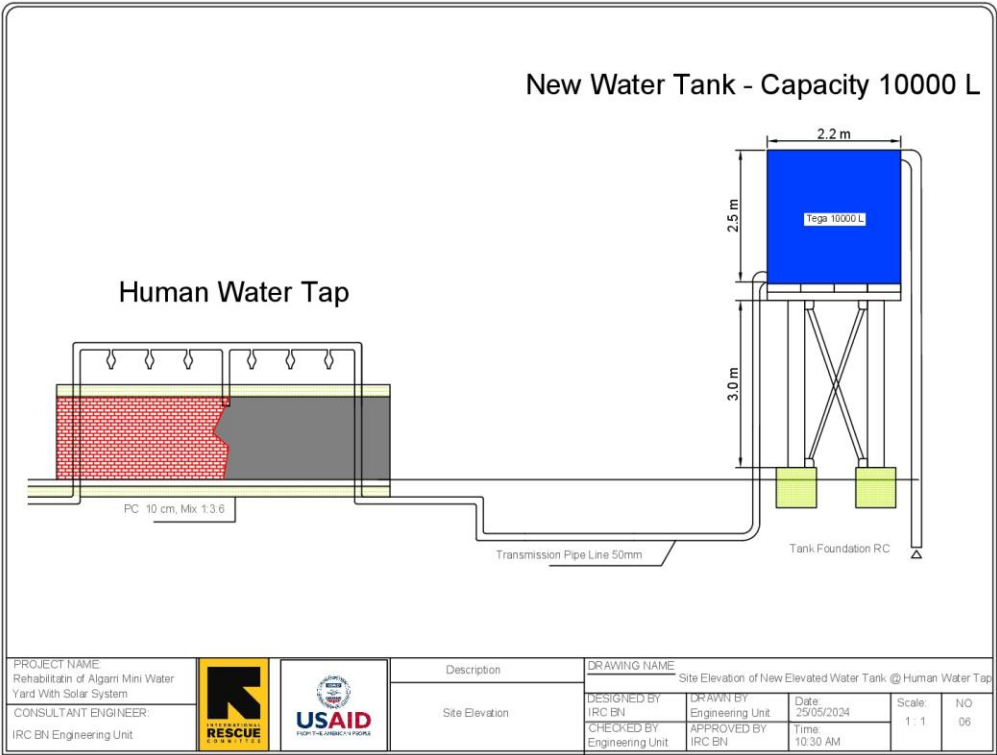 New Water Tank - Capacity 10000 L
2.2 m
2.5 m
Tega 10000 L
Human Water Tap
3.0 m
PC 10 cm, Mix 1:3:6
Transmission Pipe Line 50mm
Tank Foundation RC
PROJECT NAME:
Rehabilitatin of Algarri Mini Water
Yard With Solar System
CONSULTANT ENGINEER:
IRC BN Engineering Unit
INTERNATIONAL
RESCUE
COMMITTEE
USAID
FROM THE AMERICAN PEOPLE
Description
Site Elevation
DRAWING NAME
Site Elevation of New Elevated Water Tank @ Human Water Tap
DESIGNED BY
IRC BN
DRAWN BY
Engineering Unit
Date:
25/05/2024
Scale:
1 : 1
NO
06
CHECKED BY
Engineering Unit
APPROVED BY
IRC BN
Time:
10:30 AM